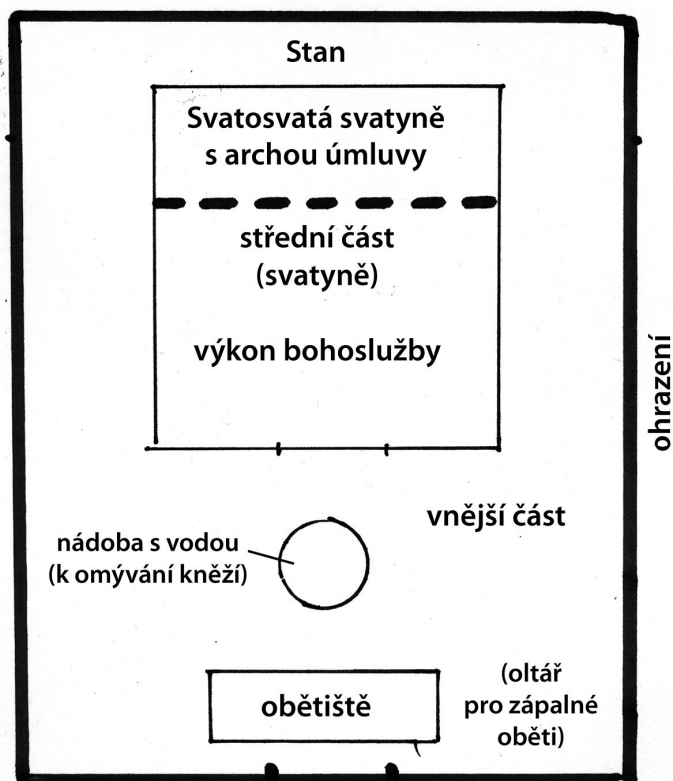 Stan
Svatosvatá svatyně
s archou úmluvy
střední část
(svatyně)
výkon bohoslužby
ohrazení
vnější část
nádoba s vodou
(k omývání kněží)
obětiště
(oltář
pro zápalné
oběti)